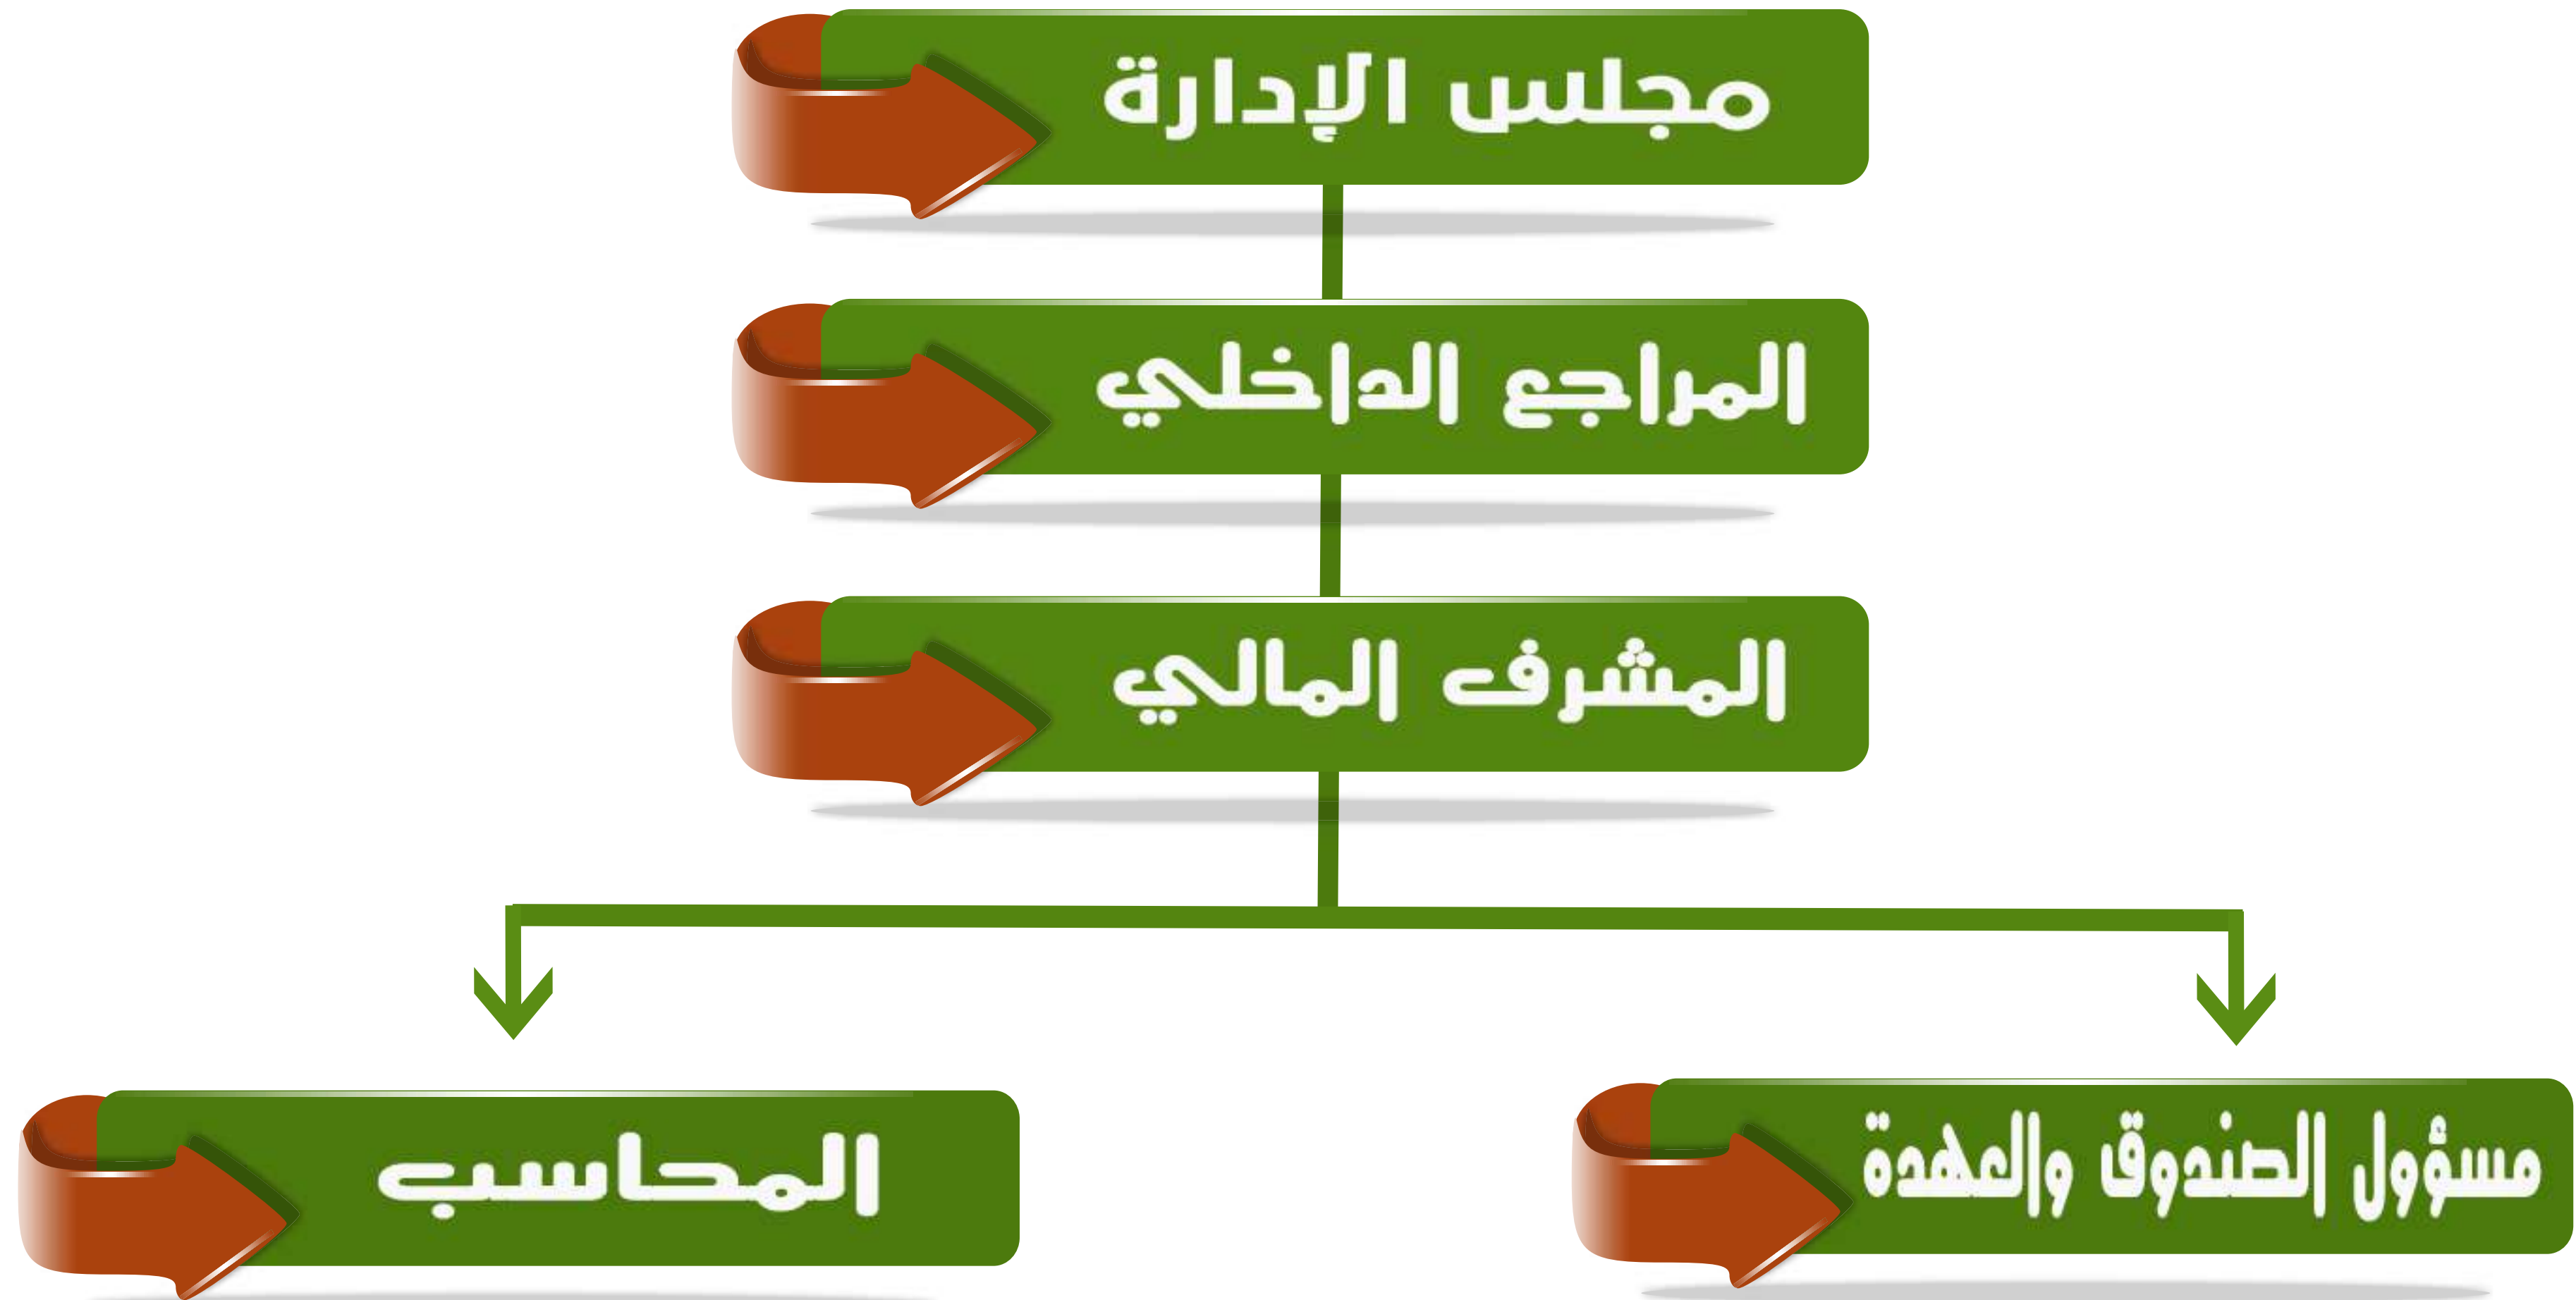 مجلس الإدارة
المراجع الداخلي
المشرف المالي
مسؤول الصندوق والعهدة
المحاسب